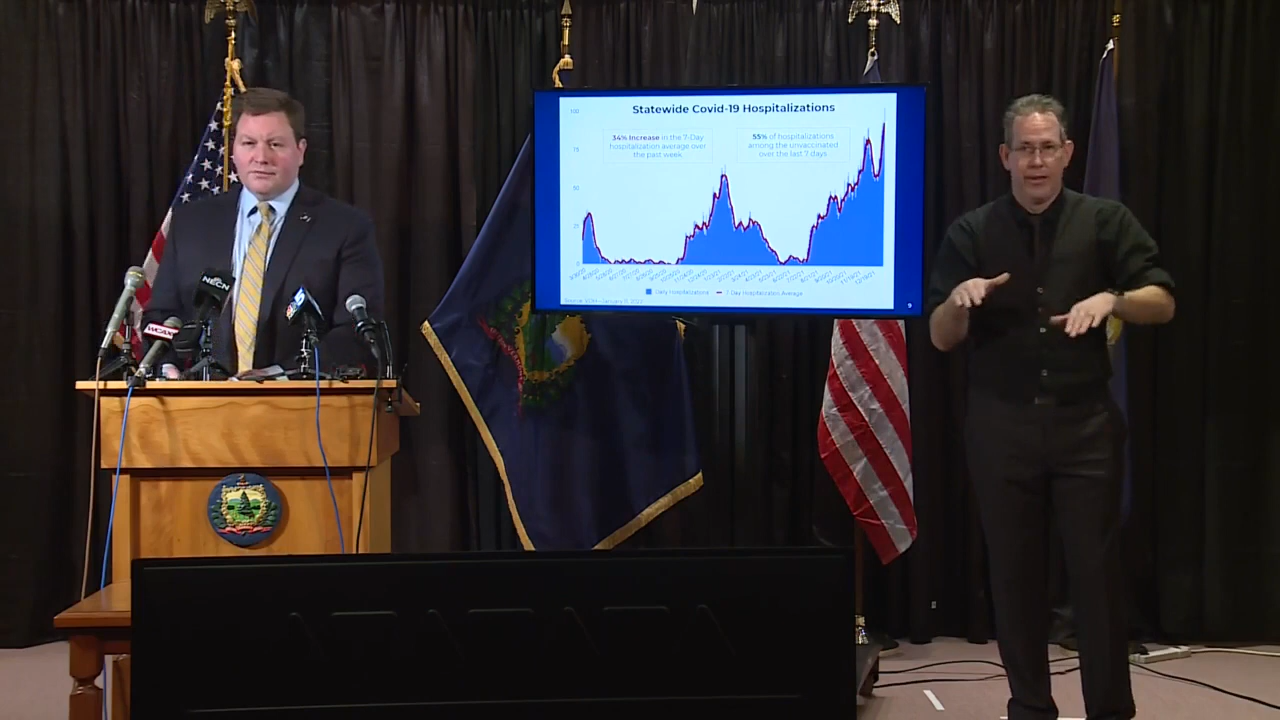 Statewide Covid-19 Hospitalizations
100
34% Increase in the 7-Day
hospitalization average over
the past week.
55% of hospitalizations
among the unvaccinated
over the last 7 days
75
50
25
0
Daily Hospitalizations
7 Day Hospitalization Average
9
NECN
WCAX
5